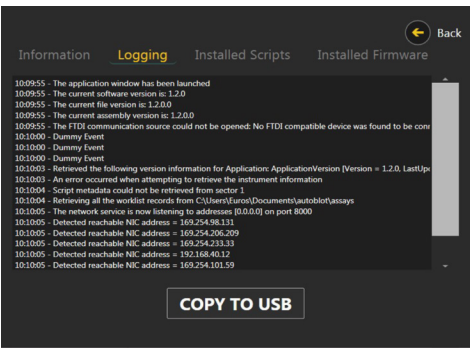 Back
Information Logging Installed Scripts Installed Firmware
10:09:55 - The application window has been launched
10:09:55 - The current software version is: 1.2.0
10:09:55 - The current file version is: 1.2.0.0
10:09:55 - The current assembly version is: 1.2.0.0
10:09:55 - The FTDI communication source could not be opened: No FTDI compatible device was found to be conn
10:10:00 - Dummy Event
10:10:00 - Dummy Event
10:10:00 - Dummy Event
10:10:03 - Retrieved the following version information for Application: ApplicationVersion [Version = 1.2.0, LastUp
10:10:03 - An error occurred when attempting to retrieve the instrument information
10:10:04 - Script metadata could not be retrieved from sector 1
10:10:04 - Retrieving all the worklist records from C:\Users\Euros\Documents\autoblot\assays
10:10:05 - The network service is now listening to addresses [0.0.0.0] on port 8000
10:10:05 - Detected reachable NIC address = 169.254.98.131
10:10:05 - Detected reachable NIC address = 169.254.206.209
10:10:05 - Detected reachable NIC address = 169.254.233.33
10:10:05 - Detected reachable NIC address = 192.168.40.12
10:10:05 - Detected reachable NIC address = 169.254.101.59
COPY TO USB